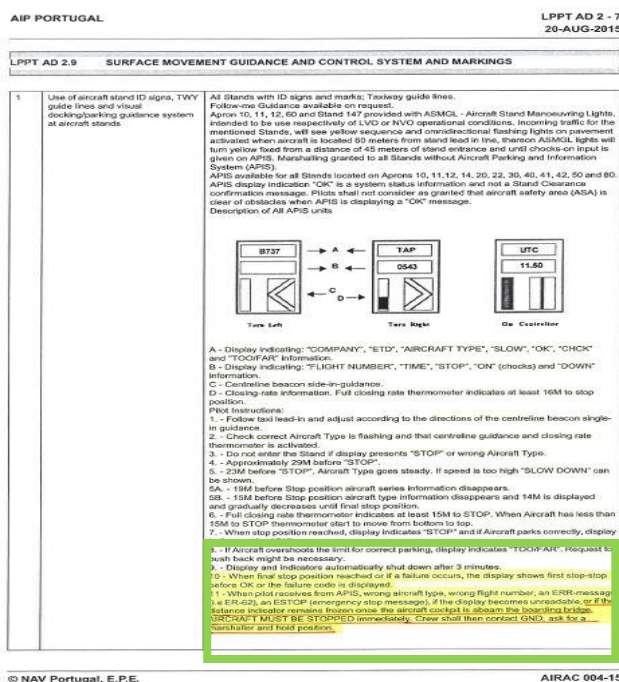 AIP PORTUGAL
LPPT AD 2 - 7
20-AUG-2015
LPPT AD 2.9 SURFACE MOVEMENT GUIDANCE AND CONTROL SYSTEM AND MARKINGS
1
Use of aircraft stand ID signs, TWY
guide lines and visual
docking/parking guidance system
at aircraft stands
All Stands with ID signs and marks; Taxiway guide lines.
Follow-me Guidance available on request.
Apron 10, 11, 12, 60 and Stand 147 provided with ASMGL - Aircraft Stand Manoeuvring Lights,
intended to be use respectively of LVO or NVO operational conditions. Incoming traffic for the
mentioned Stands, will see yellow sequence and omnidirectional flashing lights on pavement
activated when aircraft is located 60 meters from stand lead in line, thereon ASMGL lights will
turn yellow fixed from a distance of 45 meters of stand entrance and until chocks-on input is
given on APIS. Marshalling granted to all Stands without Aircraft Parking and Information
System (APIS).
APIS available for all Stands located on Aprons 10, 11,12, 14, 20, 22, 30, 40, 41, 42, 50 and 80.
APIS display indication "OK" is a system status information and not a Stand Clearance
confirmation message. Pilots shall not consider as granted that aircraft safety area (ASA) is
clear of obstacles when APIS is displaying a "OK" message.
Description of All APIS units
B737 A TAP UTC
B 0543 11.50
C
D
Turn Left Turn Right On Centreline
A - Display indicating: "COMPANY", "ETD", "AIRCRAFT TYPE", "SLOW", "OK", "CHCK"
and "TOO/FAR" information.
B - Display indicating: "FLIGHT NUMBER", "TIME", "STOP", "ON" (chocks) and "DOWN"
information.
C - Centreline beacon side-in-guidance.
D - Closing-rate information. Full closing rate thermometer indicates at least 16M to stop
position.
Pilot Instructions:
1. - Follow taxi lead-in and adjust according to the directions of the centreline beacon single-
in guidance.
2. - Check correct Aircraft Type is flashing and that centreline guidance and closing rate
thermometer is activated.
3. - Do not enter the Stand if display presents "STOP" or wrong Aircraft Type.
4. - Approximately 29M before "STOP".
5. - 23M before "STOP", Aircraft Type goes steady. If speed is too high "SLOW DOWN" can
be shown.
5A. - 19M before Stop position aircraft series information disappears.
5B. - 15M before Stop position aircraft type information disappears and 14M is displayed
and gradually decreases until final stop position.
6. - Full closing rate thermometer indicates at least 15M to STOP. When Aircraft has less than
15M to STOP thermometer start to move from bottom to top.
7. - When stop position reached, display indicates "STOP" and if Aircraft parks correctly, display
8. - If Aircraft overshoots the limit for correct parking, display indicates "TOO/FAR". Request to
push back might be necessary.
9. - Display and Indicators automatically shut down after 3 minutes.
10 - When final stop position reached or if a failure occurs, the display shows first stop-stop
before OK or the failure code is displayed.
11 - When pilot receives from APIS, wrong aircraft type, wrong flight number, an ERR-message
(i.e ER-62), an ESTOP (emergency stop message), if the display becomes unreadable, or if the
distance indicator remains frozen once the aircraft cockpit is abeam the boarding bridge,
AIRCRAFT MUST BE STOPPED immediately. Crew shall then contact GND, ask for a
marshaller and hold position.
© NAV Portugal, E.P.E.
AIRAC 004-15